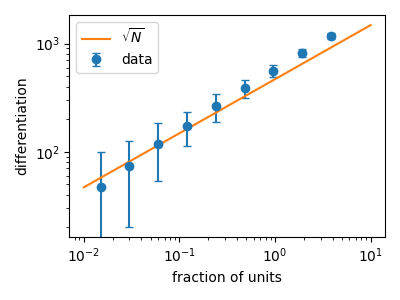 √N
data
differentiation
10³
10²
10⁻²
10⁻¹
10⁰
10¹
fraction of units